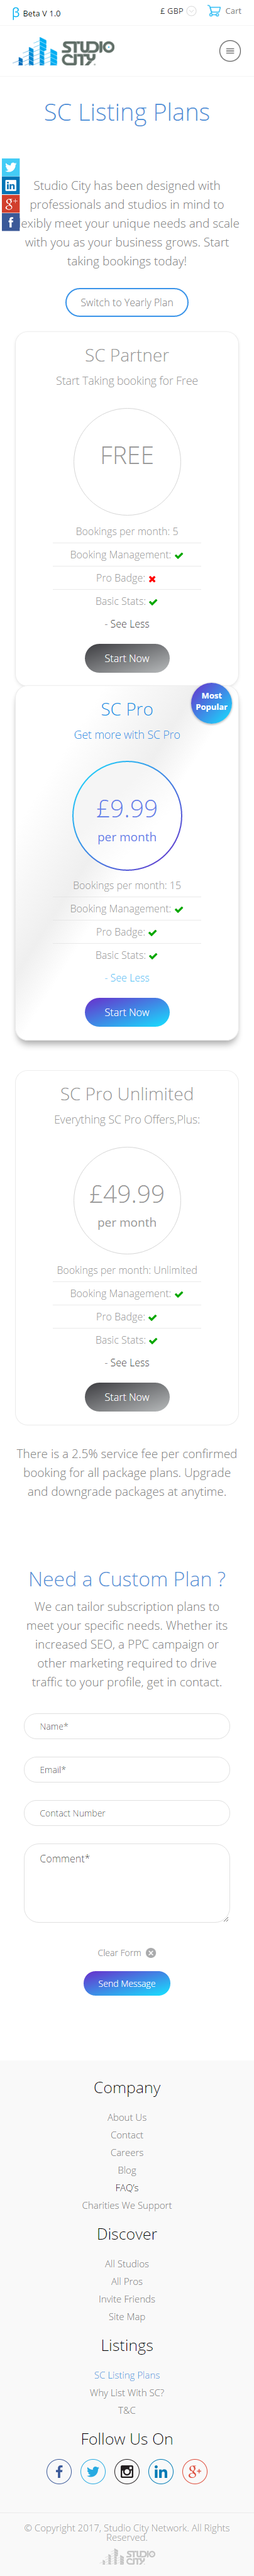 β Beta V 1.0
£ GBP
Cart
STUDIO
CITY
SC Listing Plans
Studio City has been designed with
professionals and studios in mind to
flexibly meet your unique needs and scale
with you as your business grows. Start
taking bookings today!
Switch to Yearly Plan
SC Partner
Start Taking booking for Free
FREE
Bookings per month: 5
Booking Management:
Pro Badge:
Basic Stats:
- See Less
Start Now
Most
Popular
SC Pro
Get more with SC Pro
£9.99
per month
Bookings per month: 15
Booking Management:
Pro Badge:
Basic Stats:
- See Less
Start Now
SC Pro Unlimited
Everything SC Pro Offers,Plus:
£49.99
per month
Bookings per month: Unlimited
Booking Management:
Pro Badge:
Basic Stats:
- See Less
Start Now
There is a 2.5% service fee per confirmed
booking for all package plans. Upgrade
and downgrade packages at anytime.
Need a Custom Plan ?
We can tailor subscription plans to
meet your specific needs. Whether its
increased SEO, a PPC campaign or
other marketing required to drive
traffic to your profile, get in contact.
Name*
Email*
Contact Number
Comment*
Clear Form
Send Message
Company
About Us
Contact
Careers
Blog
FAQ's
Charities We Support
Discover
All Studios
All Pros
Invite Friends
Site Map
Listings
SC Listing Plans
Why List With SC?
T&C
Follow Us On
© Copyright 2017, Studio City Network. All Rights
Reserved.
STUDIO
CITY